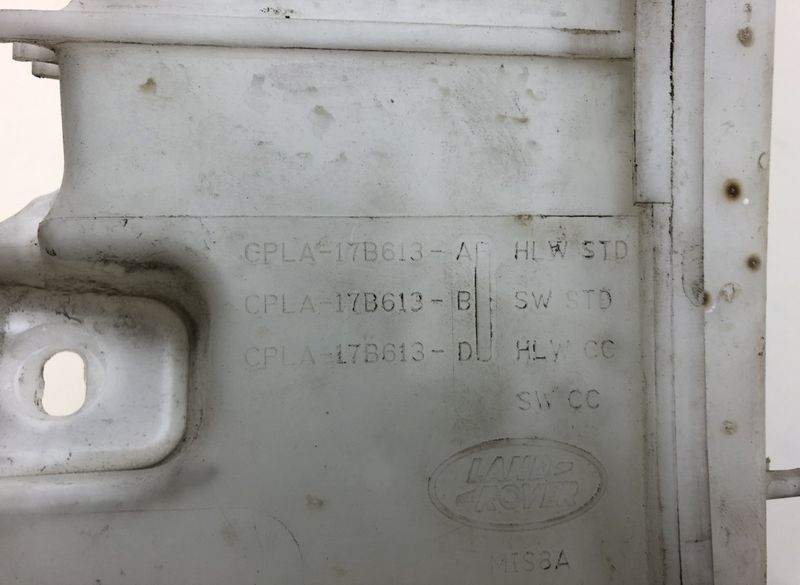 CPLA-17B613-A HLW STD
CPLA-17B613-B SW STD
CPLA-17B613-D HLW CC
SW CC
LAND-
-ROVER
MIS8A